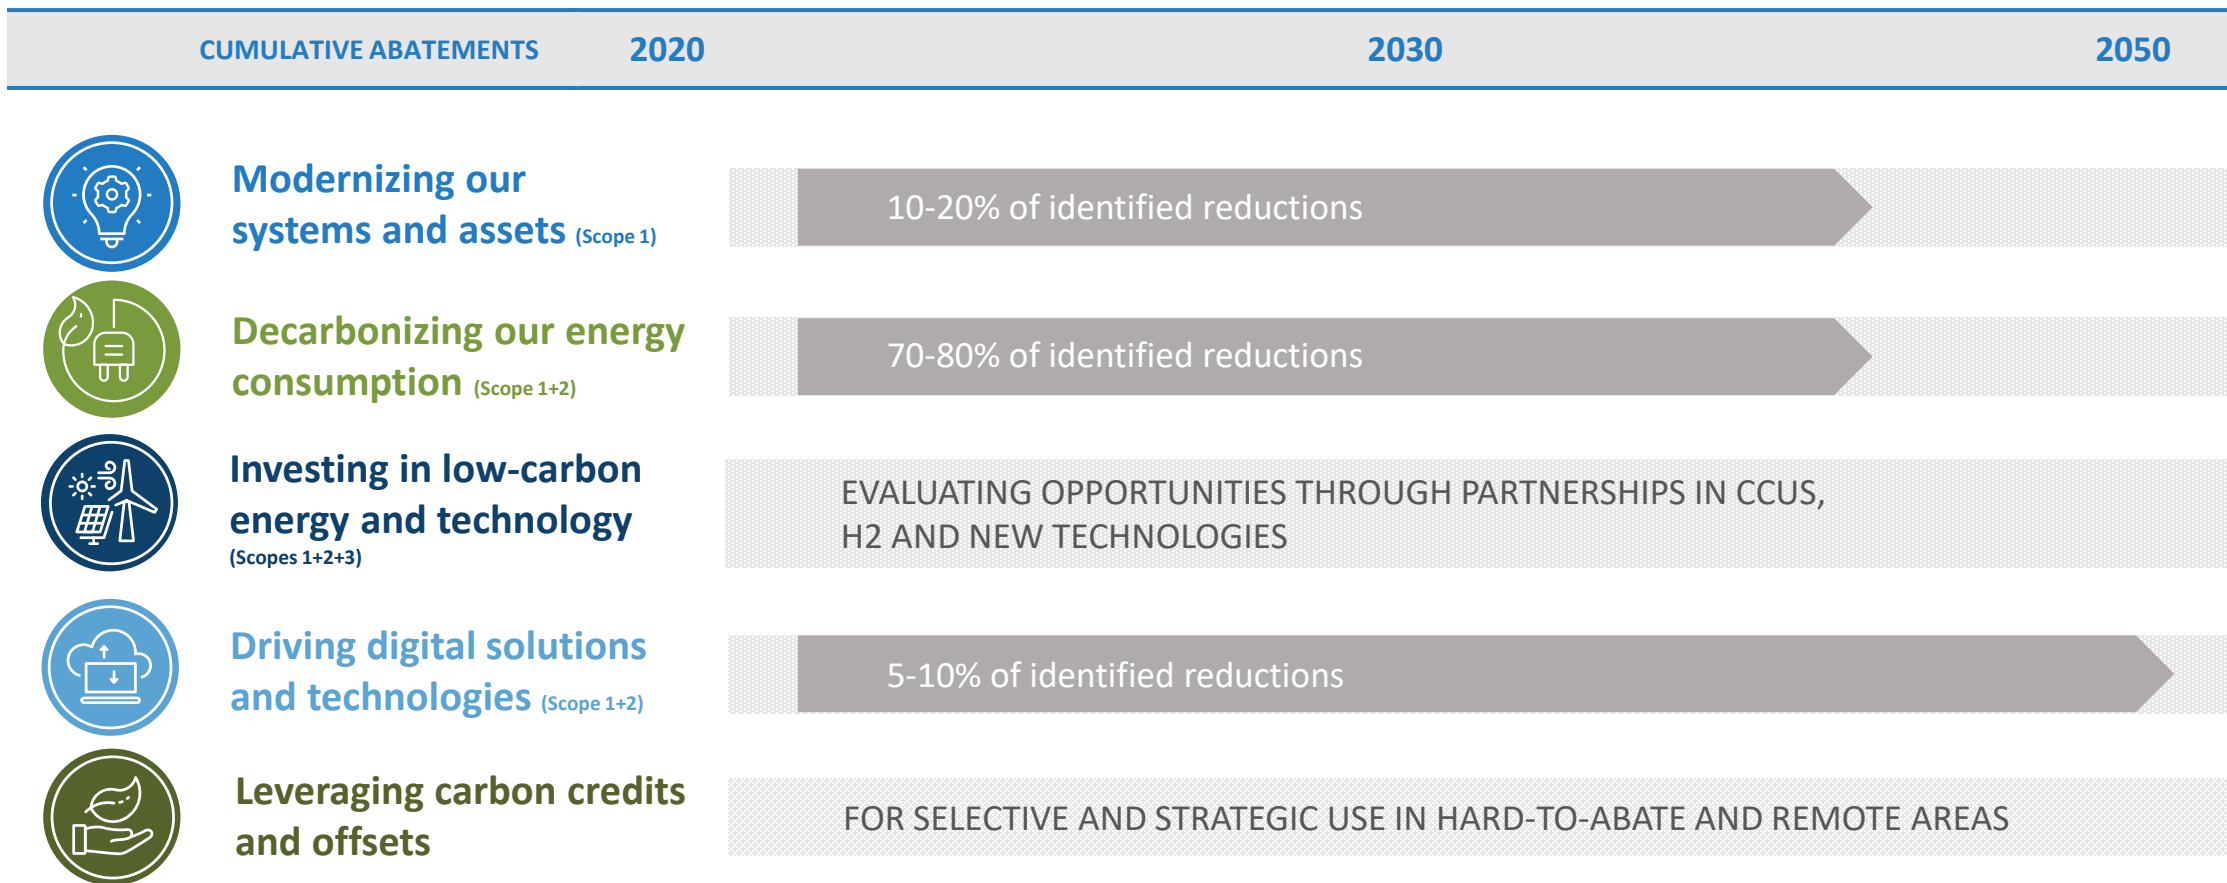 CUMULATIVE ABATEMENTS 2020 2030 2050
Modernizing our
systems and assets (Scope 1)
10-20% of identified reductions
Decarbonizing our energy
consumption (Scope 1+2)
70-80% of identified reductions
Investing in low-carbon
energy and technology
(Scopes 1+2+3)
EVALUATING OPPORTUNITIES THROUGH PARTNERSHIPS IN CCUS,
H2 AND NEW TECHNOLOGIES
Driving digital solutions
and technologies (Scope 1+2)
5-10% of identified reductions
Leveraging carbon credits
and offsets
FOR SELECTIVE AND STRATEGIC USE IN HARD-TO-ABATE AND REMOTE AREAS